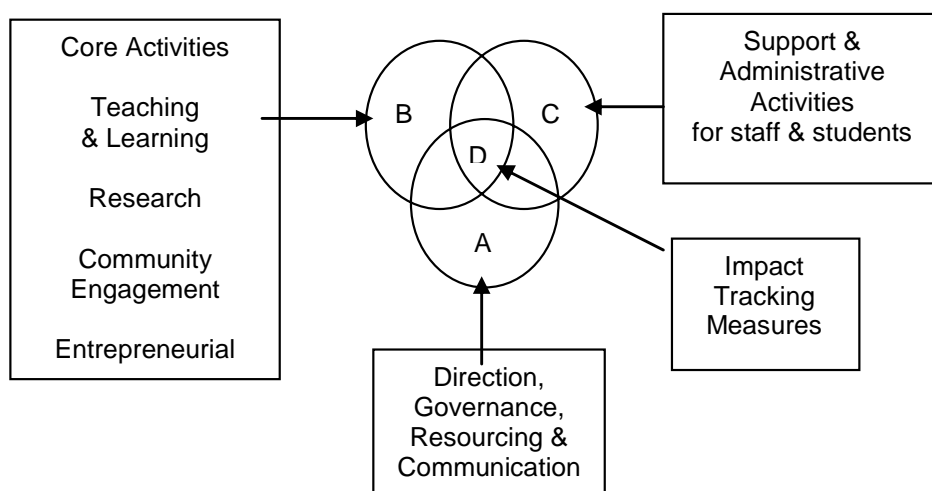 Core Activities
Teaching
& Learning
Research
Community
Engagement
Entrepreneurial
B
C
D
A
Support &
Administrative
Activities
for staff & students
Impact
Tracking
Measures
Direction,
Governance,
Resourcing &
Communication